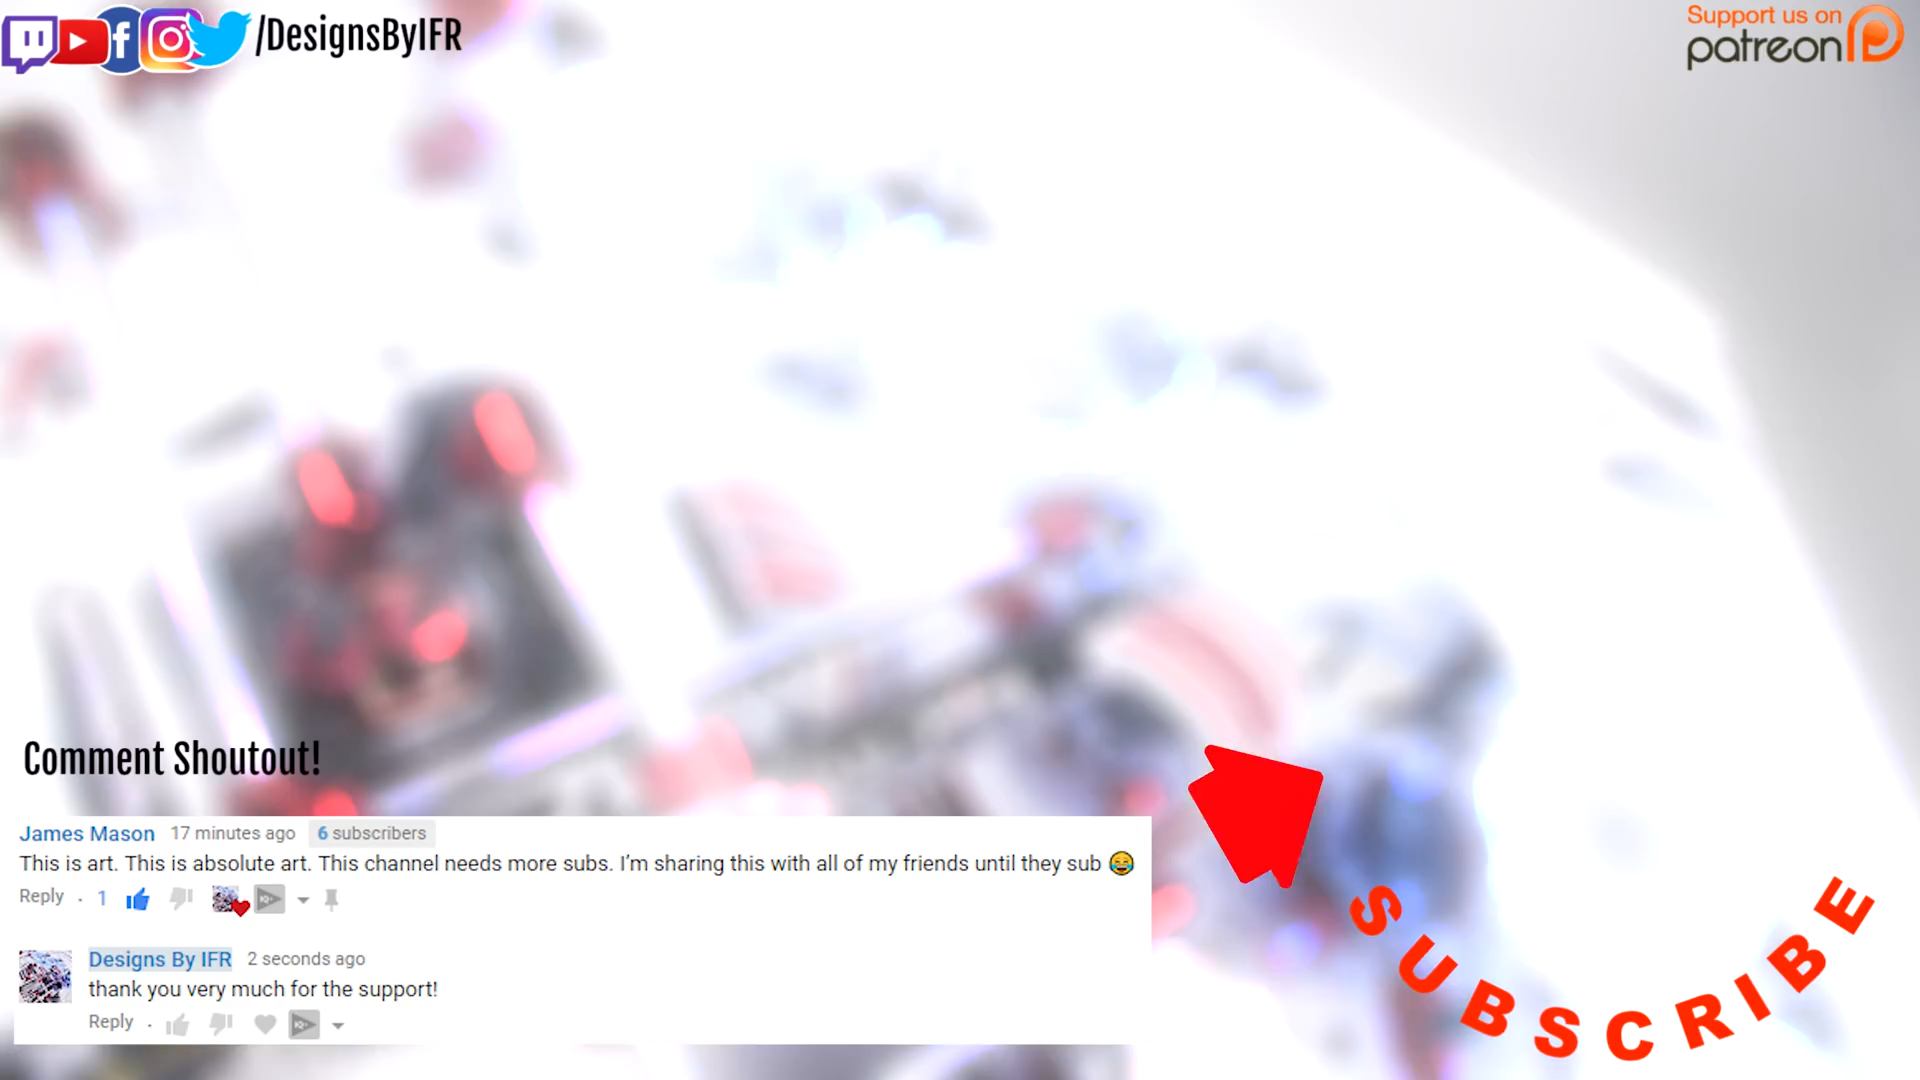 /DesignsByIFR
Support us on
patreon
Comment Shoutout!
James Mason 17 minutes ago 6 subscribers
This is art. This is absolute art. This channel needs more subs. I'm sharing this with all of my friends until they sub 😂
Reply · 1
Designs By IFR 2 seconds ago
thank you very much for the support!
Reply ·
SUBSCRIBE